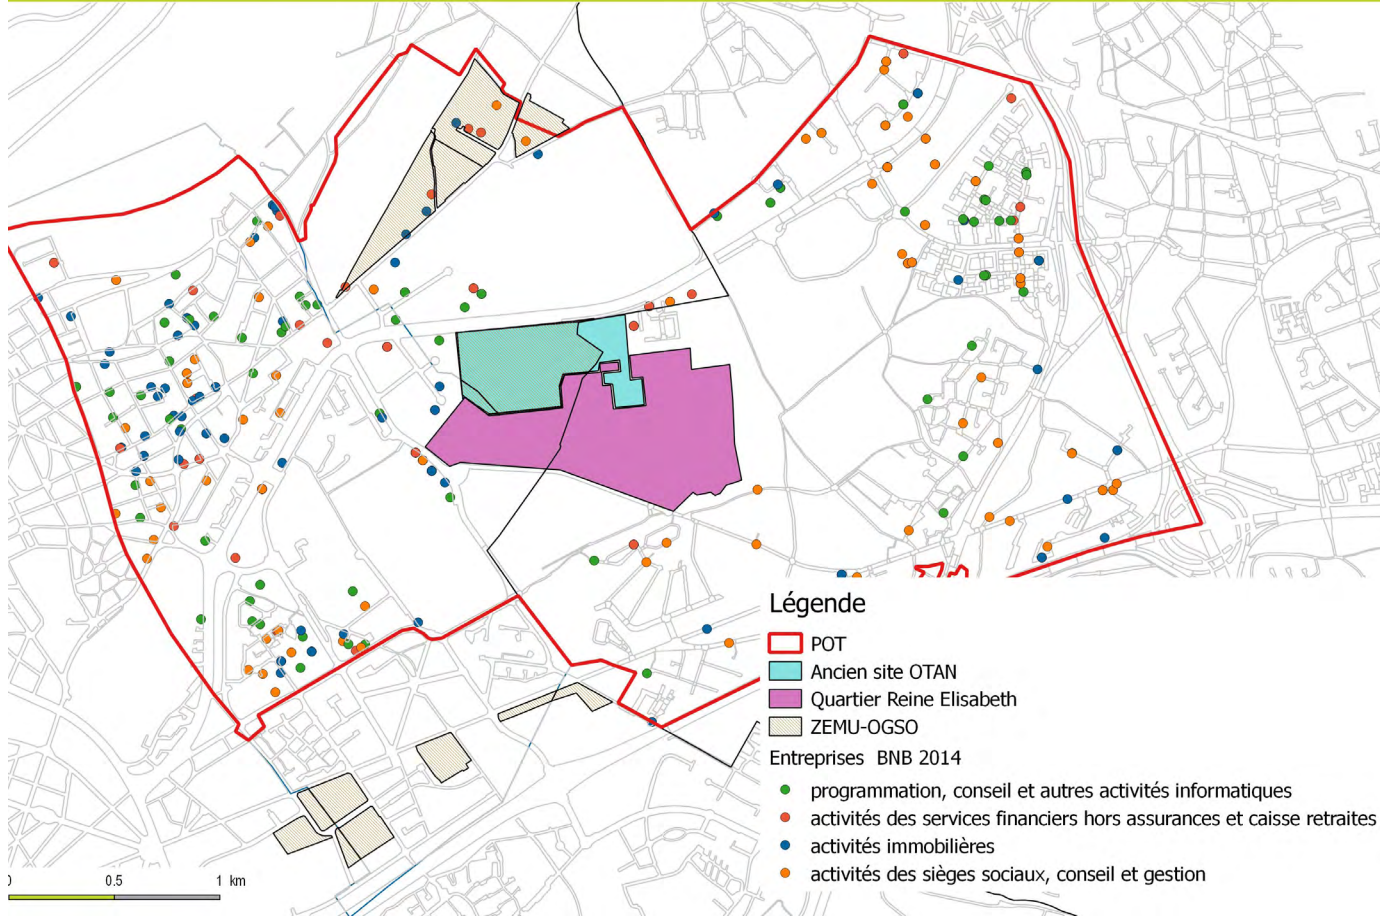 Légende
POT
Ancien site OTAN
Quartier Reine Elisabeth
ZEMU-OGSO
Entreprises BNB 2014
programmation, conseil et autres activités informatiques
activités des services financiers hors assurances et caisse retraites
activités immobilières
activités des sièges sociaux, conseil et gestion
0 0.5 1 km